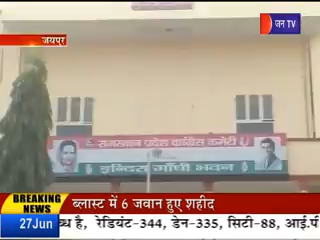 जन TV
जयपुर
राजस्थान प्रदेश कांग्रेस कमेटी
इन्दिरा गाँधी भवन
BREAKING
NEWS
ब्लास्ट में 6 जवान हुए शहीद
27Jun
ब्ध है, रेडियंट-344, डेन-335, सिटी-88, आई.पी